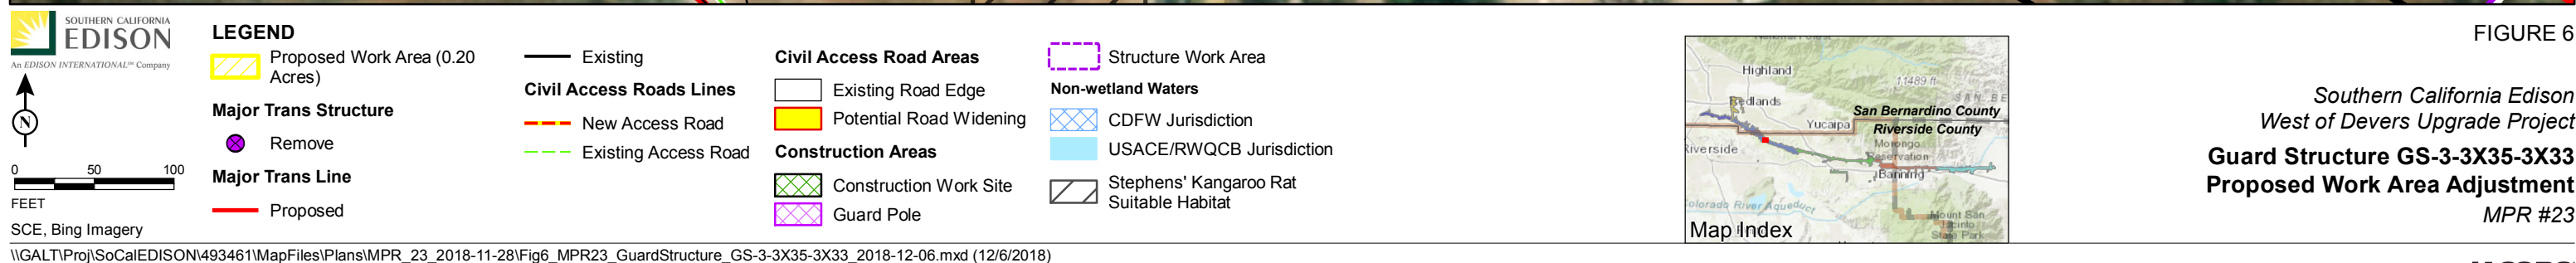 SOUTHERN CALIFORNIA
EDISON
An EDISON INTERNATIONAL℠ Company
N
0 50 100
FEET
SCE, Bing Imagery
LEGEND
Proposed Work Area (0.20
Acres)
Major Trans Structure
Remove
Major Trans Line
Proposed
Existing
Civil Access Roads Lines
New Access Road
Existing Access Road
Civil Access Road Areas
Existing Road Edge
Potential Road Widening
Construction Areas
Construction Work Site
Guard Pole
Structure Work Area
Non-wetland Waters
CDFW Jurisdiction
USACE/RWQCB Jurisdiction
Stephens' Kangaroo Rat
Suitable Habitat
Highland
11489 ft
Redlands
San Bernardino County
Yucaipa
Riverside County
Riverside
Morongo
Reservation
Banning
Colorado River Aqueduct
Mount San
Jacinto
State Park
Map Index
FIGURE 6
Southern California Edison
West of Devers Upgrade Project
Guard Structure GS-3-3X35-3X33
Proposed Work Area Adjustment
MPR #23
\\GALT\Proj\SoCalEDISON\493461\MapFiles\Plans\MPR_23_2018-11-28\Fig6_MPR23_GuardStructure_GS-3-3X35-3X33_2018-12-06.mxd (12/6/2018)